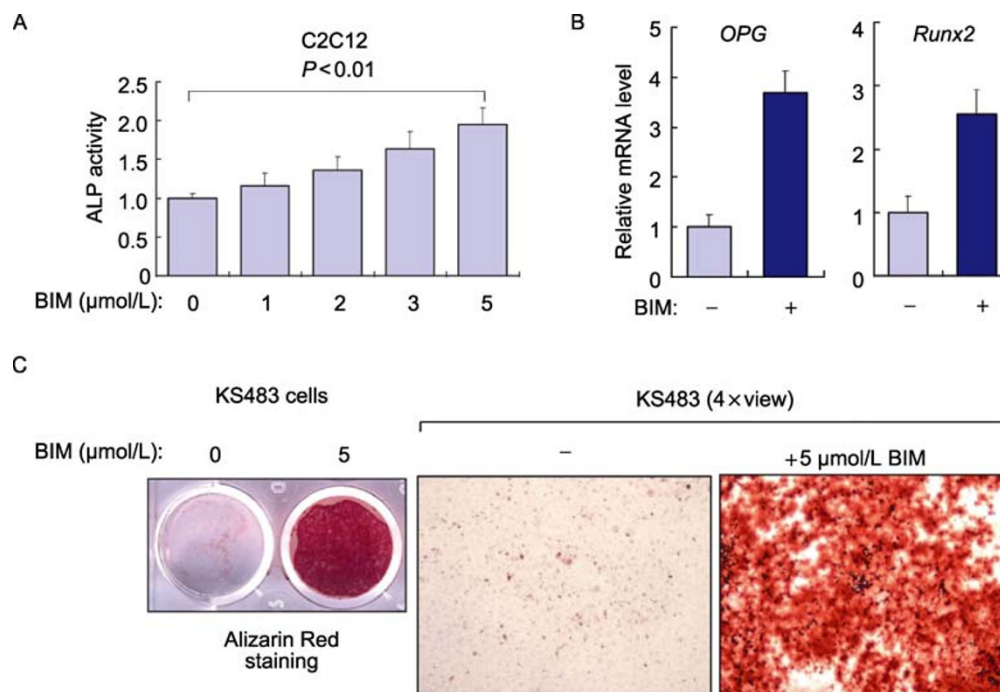 A
C2C12
P<0.01
ALP activity
2.5
2.0
1.5
1.0
0.5
0
BIM (μmol/L): 0 1 2 3 5
B
OPG
Relative mRNA level
5
4
3
2
1
0
BIM: – +
Runx2
4
3
2
1
0
– +
C
KS483 cells
BIM (μmol/L): 0 5
Alizarin Red
staining
KS483 (4×view)
–
+5 μmol/L BIM